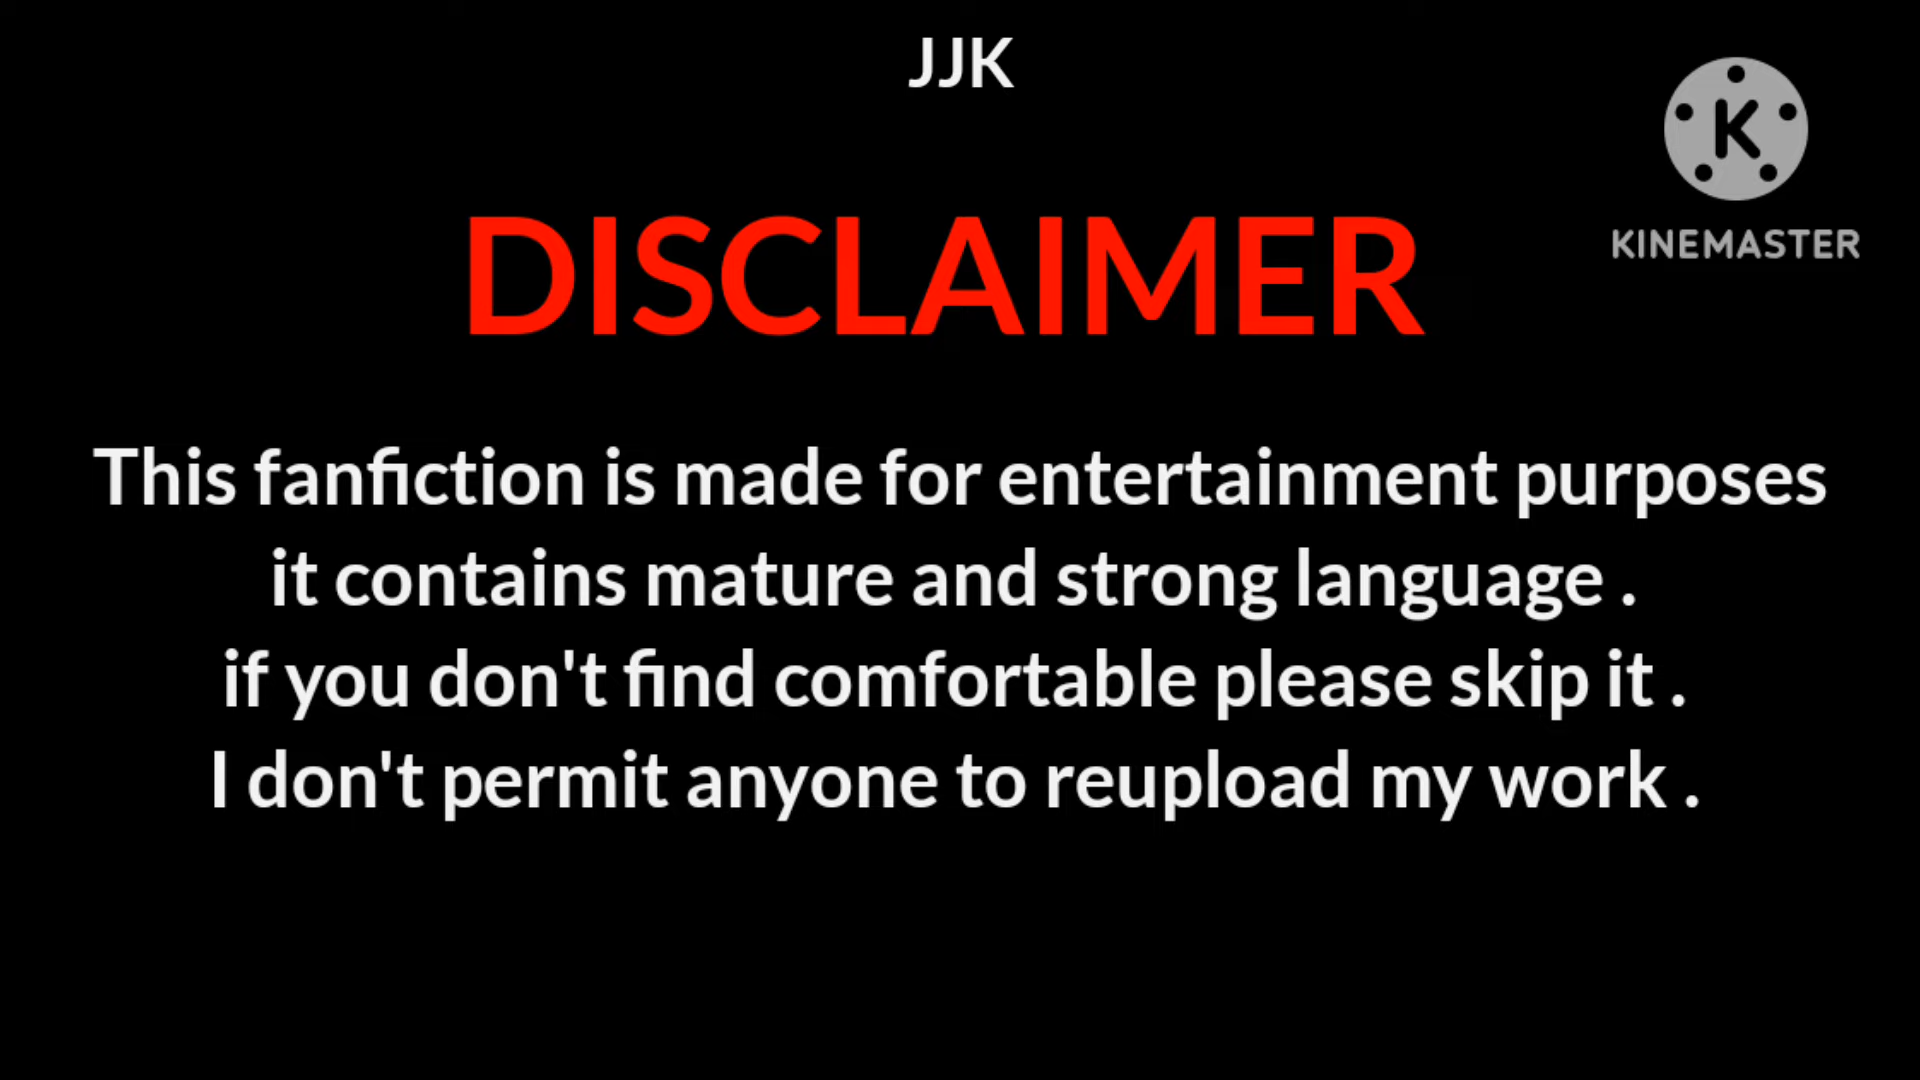 JJK
K
KINEMASTER
DISCLAIMER
This fanfiction is made for entertainment purposes
it contains mature and strong language .
if you don't find comfortable please skip it .
I don't permit anyone to reupload my work .